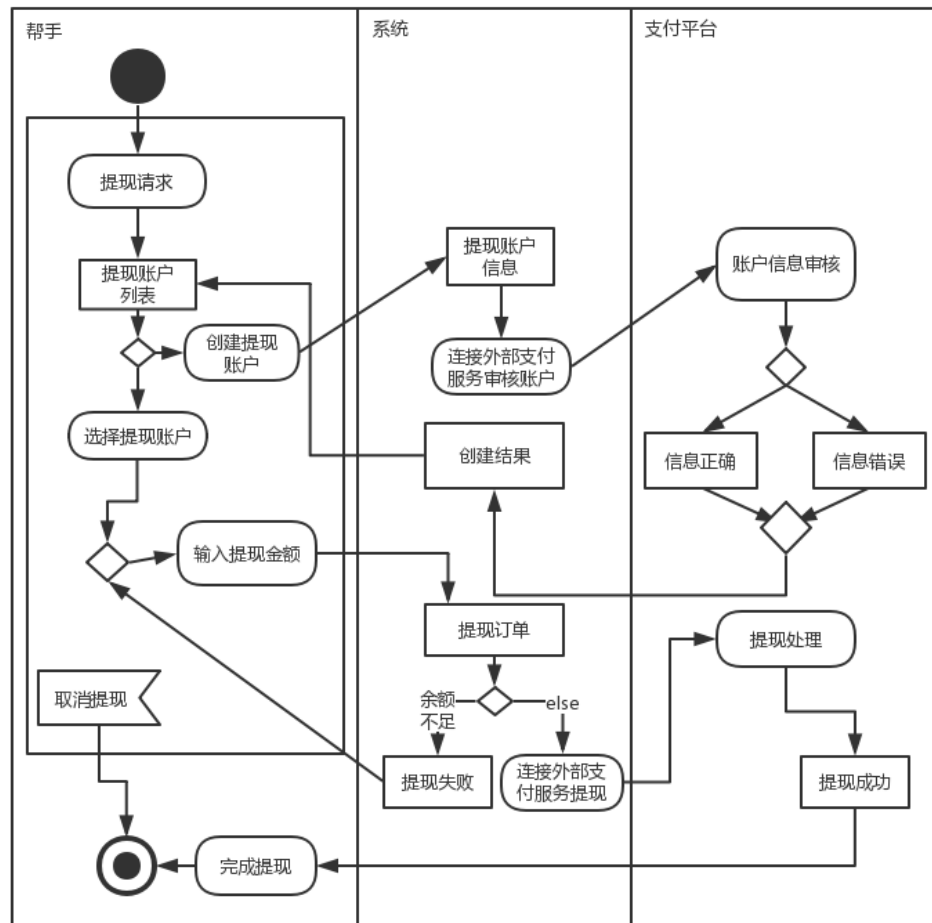 帮手
系统
支付平台
提现请求
提现账户
列表
创建提现
账户
提现账户
信息
账户信息审核
连接外部支付
服务审核账户
选择提现账户
创建结果
信息正确
信息错误
输入提现金额
提现订单
提现处理
取消提现
余额
不足
else
提现失败
连接外部支
付服务提现
提现成功
完成提现